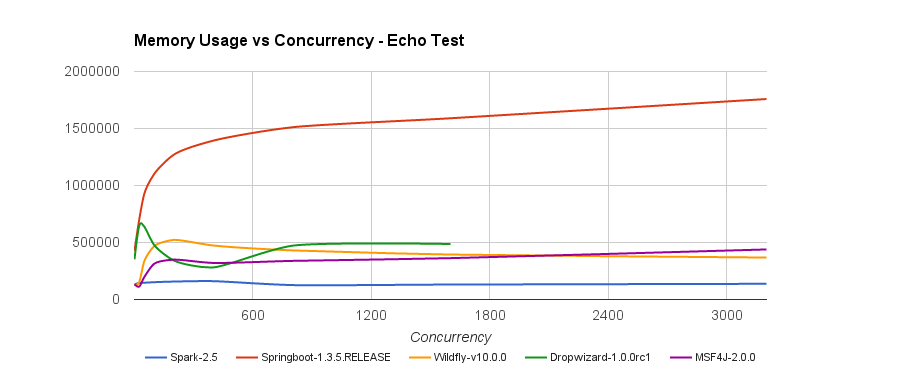 Memory Usage vs Concurrency - Echo Test
2000000
1500000
1000000
500000
0
600 1200 1800 2400 3000
Concurrency
Spark-2.5 Springboot-1.3.5.RELEASE Wildfly-v10.0.0 Dropwizard-1.0.0rc1 MSF4J-2.0.0